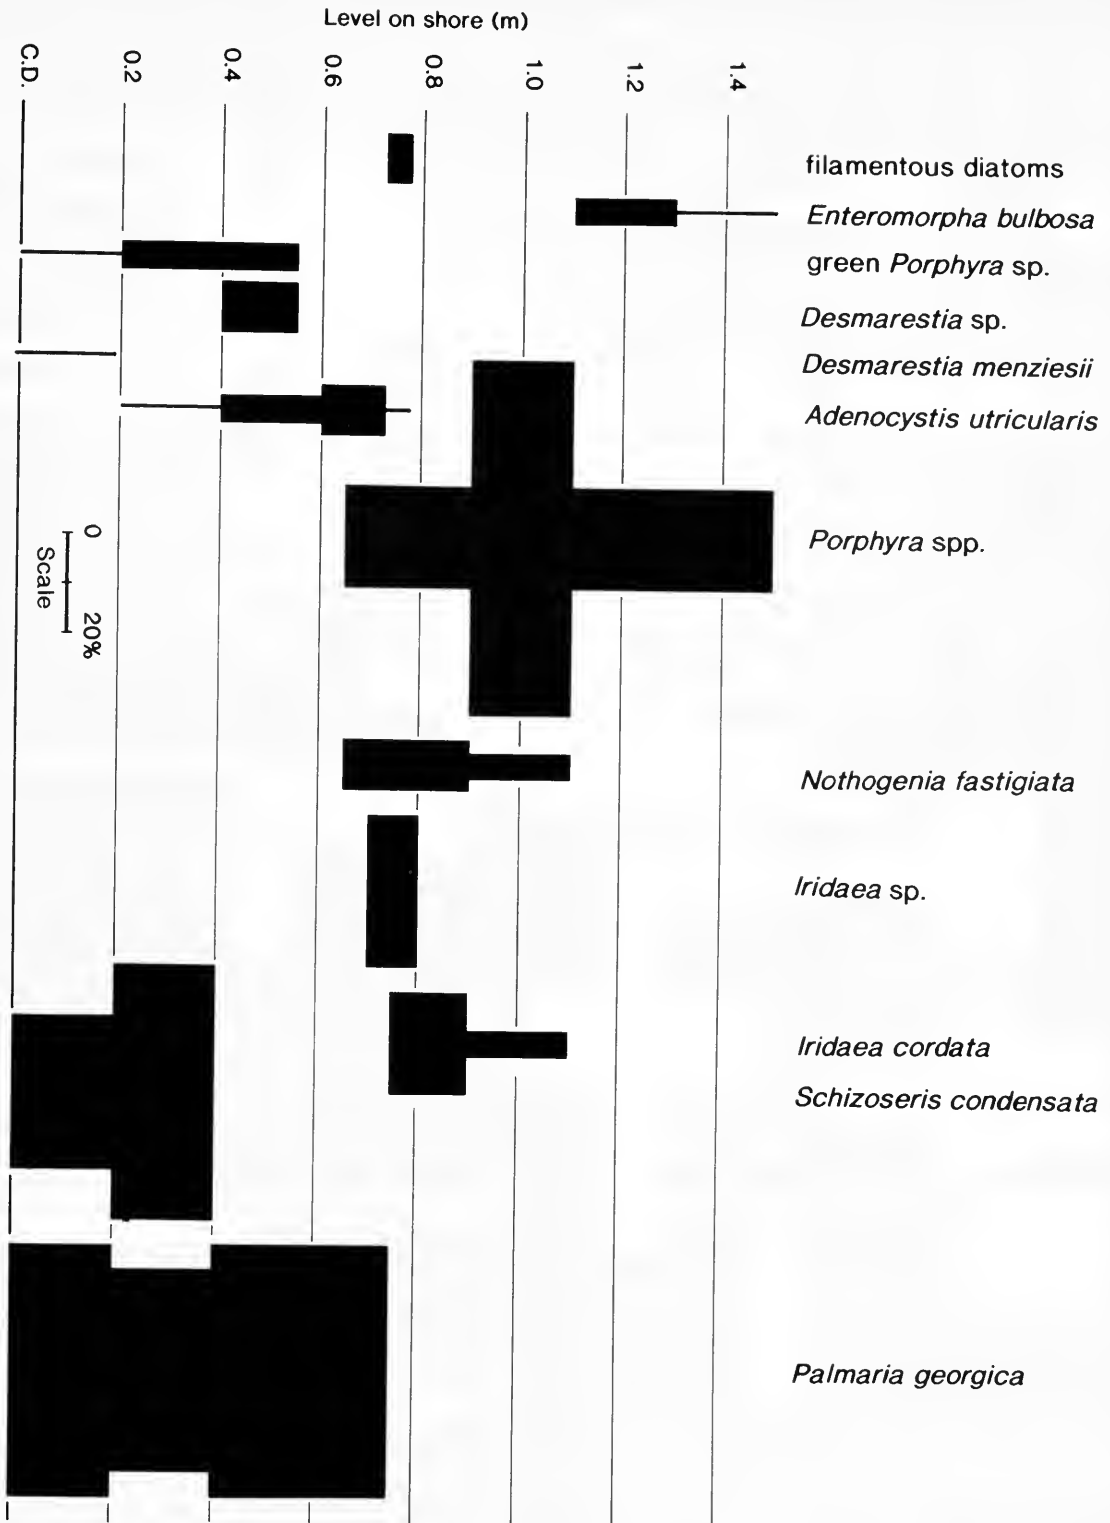 Level on shore (m)
C.D.
0.2
0.4
0.6
0.8
1.0
1.2
1.4
filamentous diatoms
Enteromorpha bulbosa
green Porphyra sp.
Desmarestia sp.
Desmarestia menziesii
Adenocystis utricularis
Porphyra spp.
0 20%
Scale
Nothogenia fastigiata
Iridaea sp.
Iridaea cordata
Schizoseris condensata
Palmaria georgica